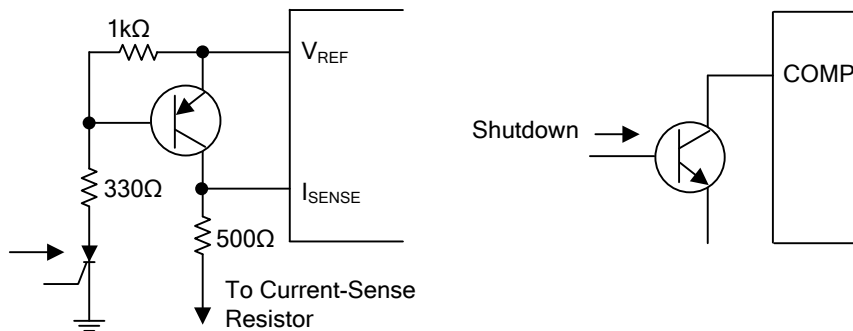 1kΩ
V_REF
330Ω
I_SENSE
500Ω
To Current-Sense
Resistor
Shutdown
COMP